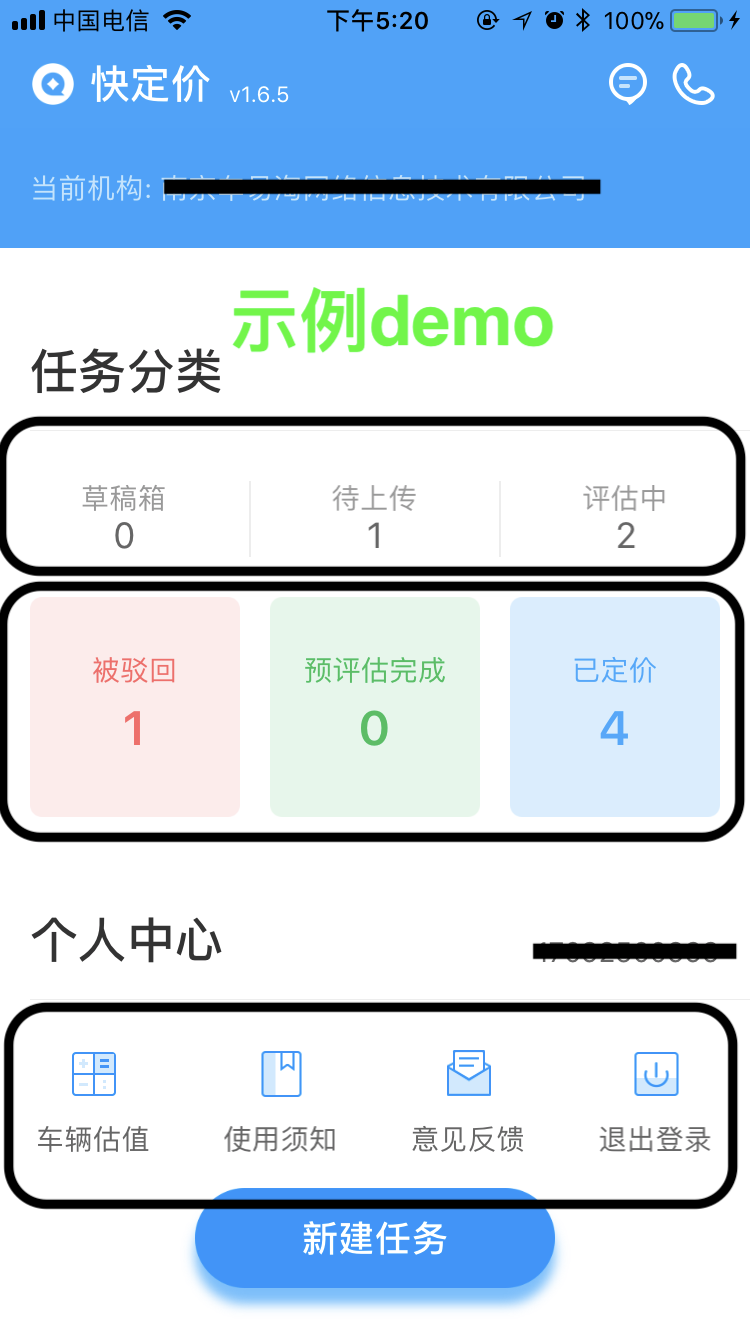 中国电信 下午5:20 100%
快定价 v1.6.5
当前机构:
示例demo
任务分类
草稿箱 待上传 评估中
0 1 2
被驳回 预评估完成 已定价
1 0 4
个人中心
车辆估值 使用须知 意见反馈 退出登录
新建任务